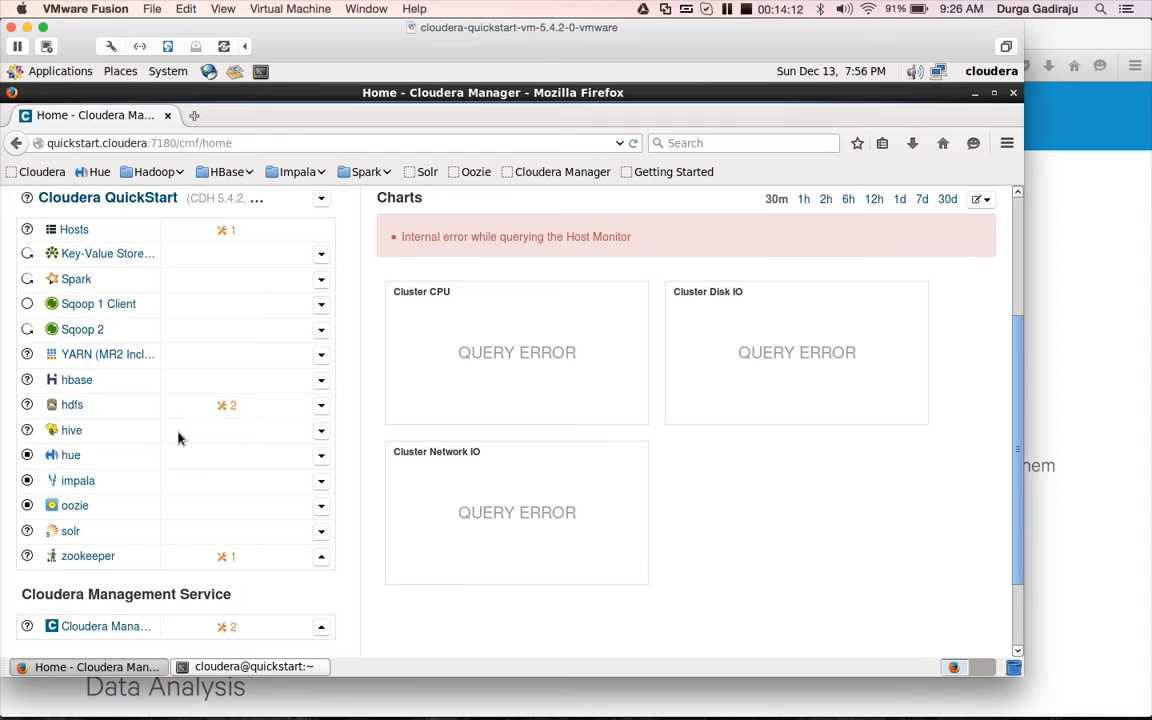 VMware Fusion File Edit View Virtual Machine Window Help 00:14:12 91% 9:26 AM Durga Gadiraju
cloudera-quickstart-vm-5.4.2-0-vmware
Applications Places System Sun Dec 13, 7:56 PM cloudera
Home - Cloudera Manager - Mozilla Firefox
Home - Cloudera Ma...
quickstart.cloudera:7180/cmf/home Search
Cloudera Hue Hadoop HBase Impala Spark Solr Oozie Cloudera Manager Getting Started
Cloudera QuickStart (CDH 5.4.2, ...
Hosts 1
Key-Value Store...
Spark
Sqoop 1 Client
Sqoop 2
YARN (MR2 Incl...
hbase
hdfs 2
hive
hue
impala
oozie
solr
zookeeper 1
Cloudera Management Service
Cloudera Mana... 2
Charts 30m 1h 2h 6h 12h 1d 7d 30d
Internal error while querying the Host Monitor
Cluster CPU
QUERY ERROR
Cluster Disk IO
QUERY ERROR
Cluster Network IO
QUERY ERROR
hem
Home - Cloudera Man... cloudera@quickstart:~
Data Analysis